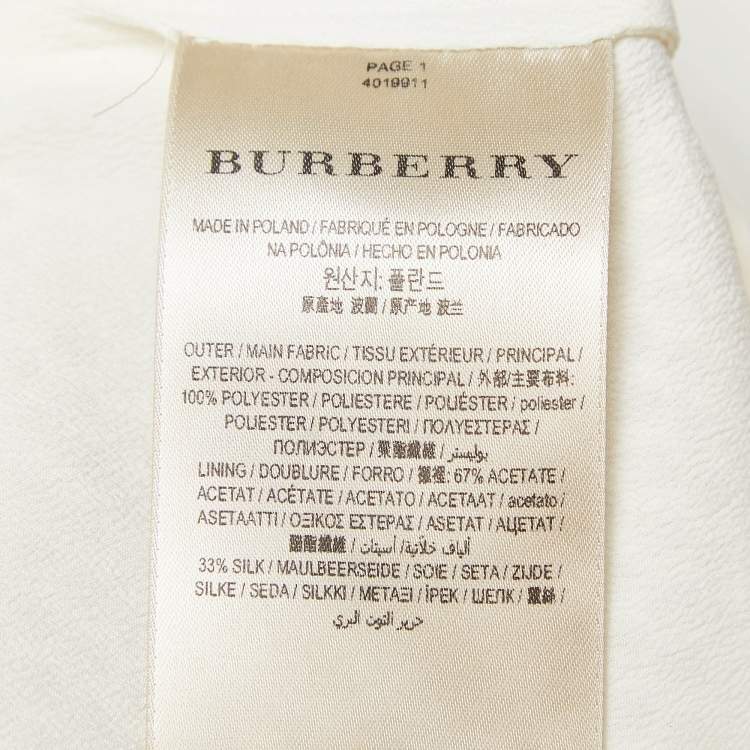 PAGE 1
4019911
BURBERRY
MADE IN POLAND / FABRIQUÉ EN POLOGNE / FABRICADO
NA POLÔNIA / HECHO EN POLONIA
원산지: 폴란드
原產地 波蘭 / 原产地 波兰
OUTER / MAIN FABRIC / TISSU EXTÉRIEUR / PRINCIPAL /
EXTERIOR - COMPOSICION PRINCIPAL / 外部/主要布料:
100% POLYESTER / POLIESTERE / POLIÉSTER / poliester /
POLIESTER / POLYESTERI / ΠΟΛΥΕΣΤΕΡΑΣ /
ПОЛИЭСТЕР / 聚酯纖維 / بوليستر /
LINING / DOUBLURE / FORRO / 襯裡: 67% ACETATE /
ACETAT / ACÉTATE / ACETATO / ACETAAT / acetato /
ASETAATTI / ΟΞΙΚΟΣ ΕΣΤΕΡΑΣ / ASETAT / АЦЕТАТ /
醋酯纖維 / ألياف خلاّتية/ أسيتات /
33% SILK / MAULBEERSEIDE / SOIE / SETA / ZIJDE /
SILKE / SEDA / SILKKI / ΜΕΤΑΞΙ / İPEK / ШЕЛК / 蠶絲 /
حرير التوت البري /